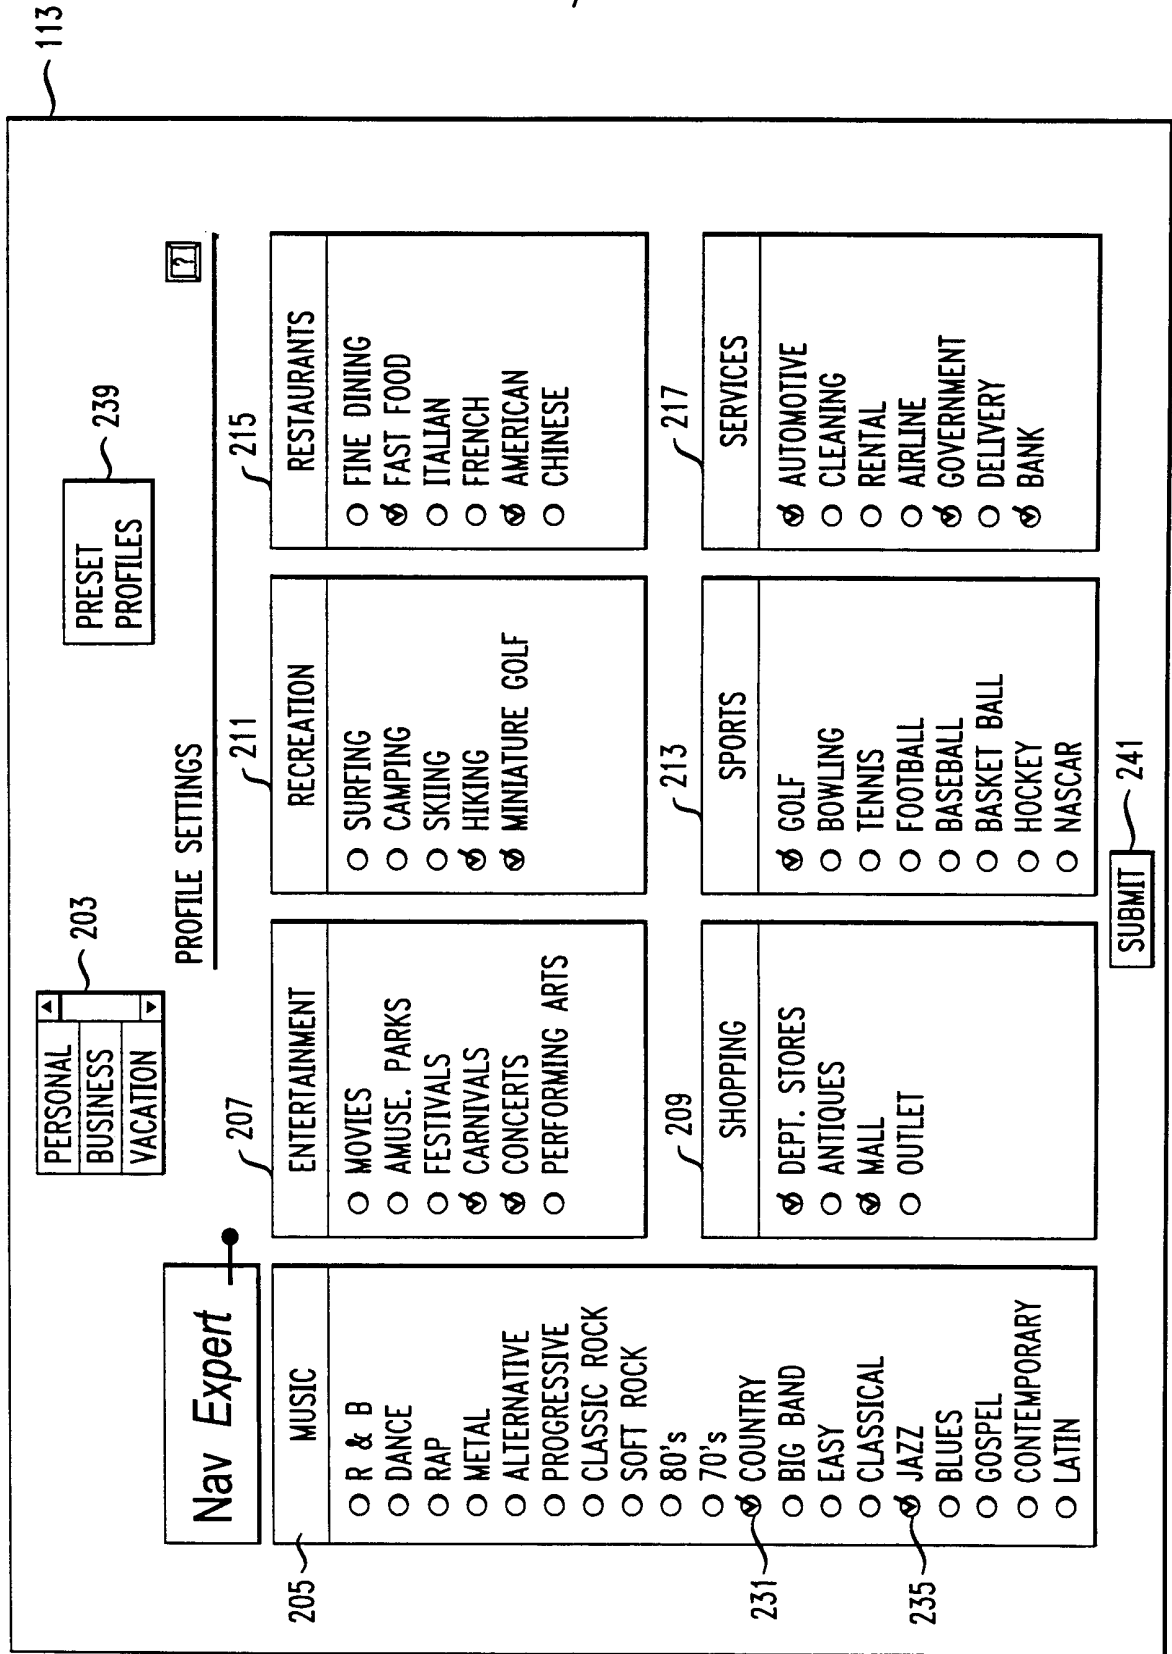 113
PERSONAL
BUSINESS
VACATION
203
PRESET
PROFILES
239
Nav Expert
PROFILE SETTINGS
?
205
MUSIC
R & B
DANCE
RAP
METAL
ALTERNATIVE
PROGRESSIVE
CLASSIC ROCK
SOFT ROCK
80's
70's
COUNTRY
BIG BAND
EASY
CLASSICAL
JAZZ
BLUES
GOSPEL
CONTEMPORARY
LATIN
231
235
207
ENTERTAINMENT
MOVIES
AMUSE. PARKS
FESTIVALS
CARNIVALS
CONCERTS
PERFORMING ARTS
211
RECREATION
SURFING
CAMPING
SKIING
HIKING
MINIATURE GOLF
215
RESTAURANTS
FINE DINING
FAST FOOD
ITALIAN
FRENCH
AMERICAN
CHINESE
209
SHOPPING
DEPT. STORES
ANTIQUES
MALL
OUTLET
213
SPORTS
GOLF
BOWLING
TENNIS
FOOTBALL
BASEBALL
BASKET BALL
HOCKEY
NASCAR
217
SERVICES
AUTOMOTIVE
CLEANING
RENTAL
AIRLINE
GOVERNMENT
DELIVERY
BANK
SUBMIT
241